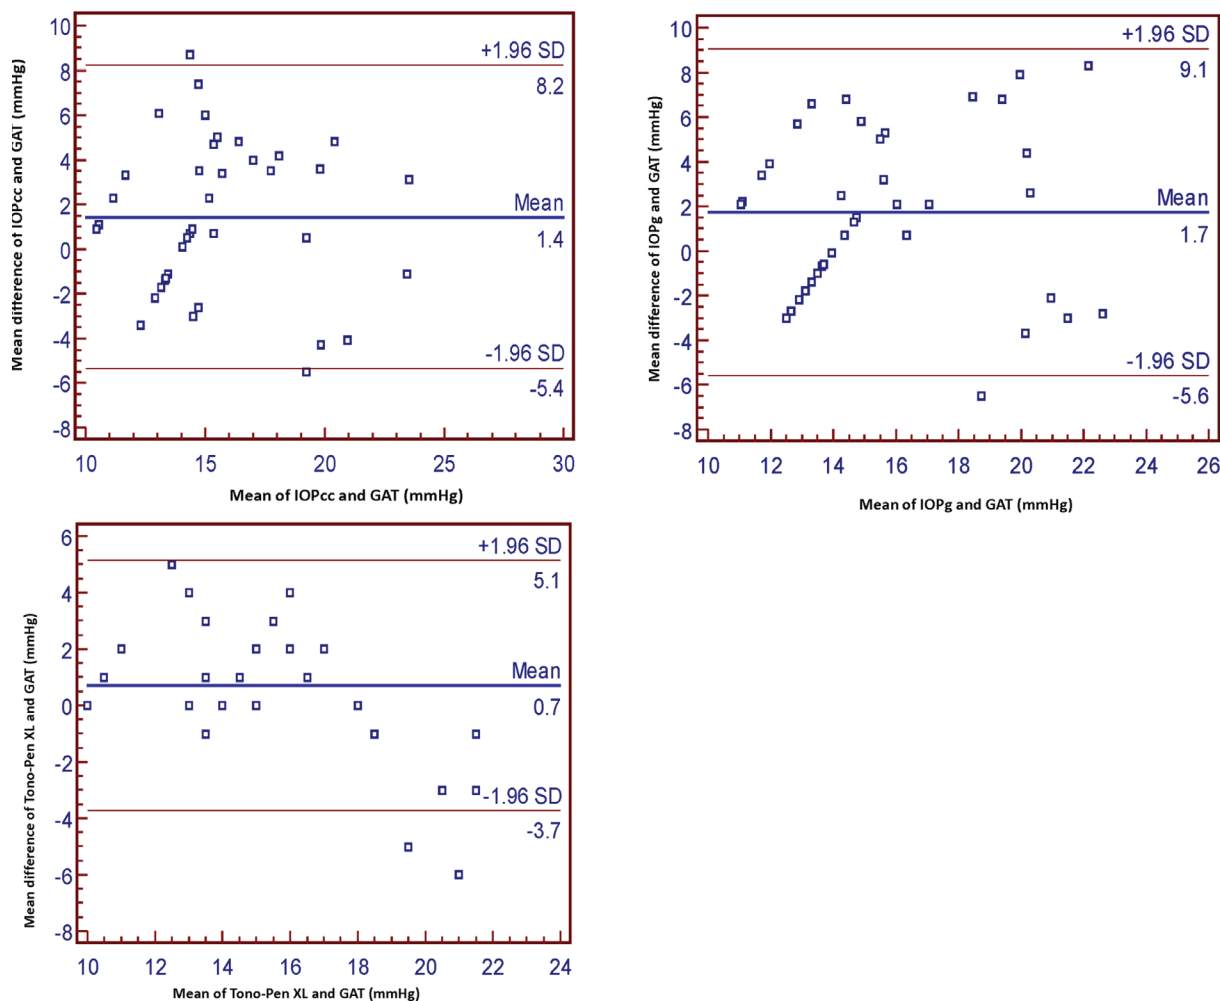 Mean difference of IOPcc and GAT (mmHg)
10
8
6
4
2
0
-2
-4
-6
-8
+1.96 SD
8.2
Mean
1.4
-1.96 SD
-5.4
10 15 20 25 30
Mean of IOPcc and GAT (mmHg)
Mean difference of IOPg and GAT (mmHg)
10
8
6
4
2
0
-2
-4
-6
-8
+1.96 SD
9.1
Mean
1.7
-1.96 SD
-5.6
10 12 14 16 18 20 22 24 26
Mean of IOPg and GAT (mmHg)
Mean difference of Tono-Pen XL and GAT (mmHg)
6
4
2
0
-2
-4
-6
-8
+1.96 SD
5.1
Mean
0.7
-1.96 SD
-3.7
10 12 14 16 18 20 22 24
Mean of Tono-Pen XL and GAT (mmHg)